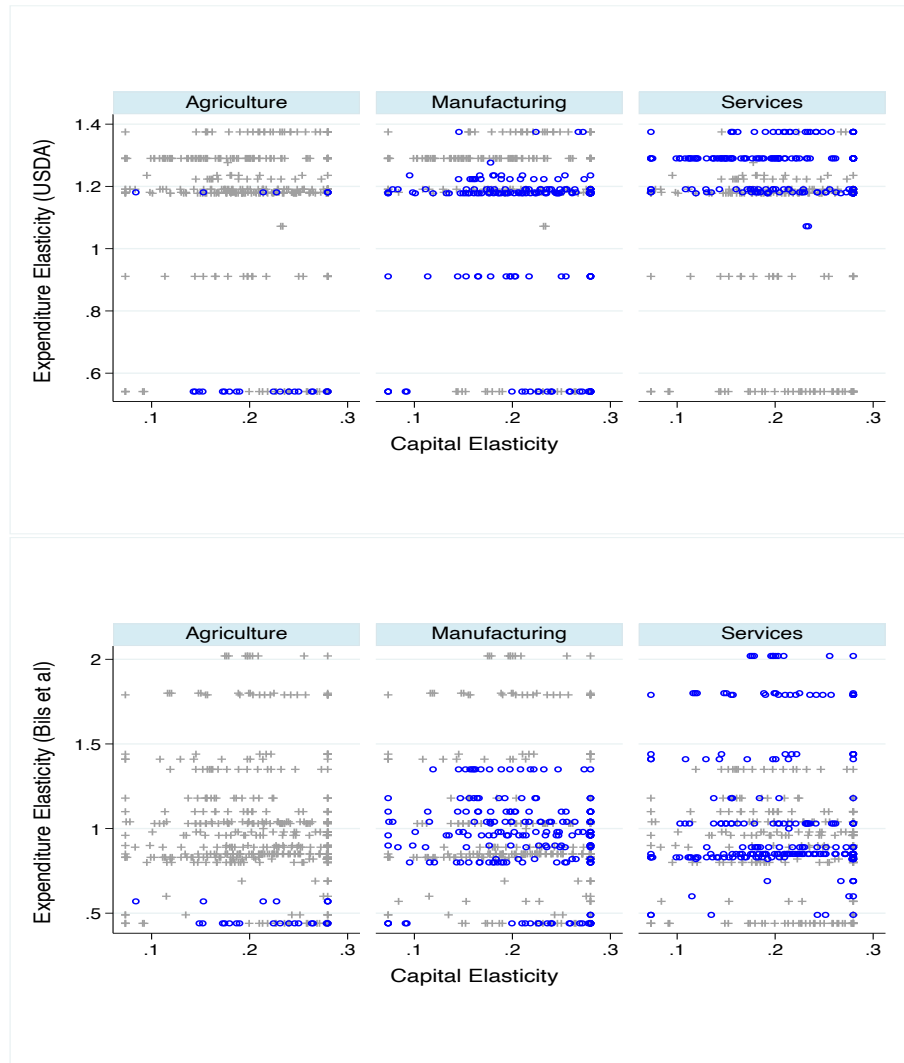 Agriculture Manufacturing Services
Expenditure Elasticity (USDA)
1.4
1.2
1
.8
.6
.1 .2 .3 .1 .2 .3 .1 .2 .3
Capital Elasticity
Agriculture Manufacturing Services
Expenditure Elasticity (Bils et al)
2
1.5
1
.5
.1 .2 .3 .1 .2 .3 .1 .2 .3
Capital Elasticity